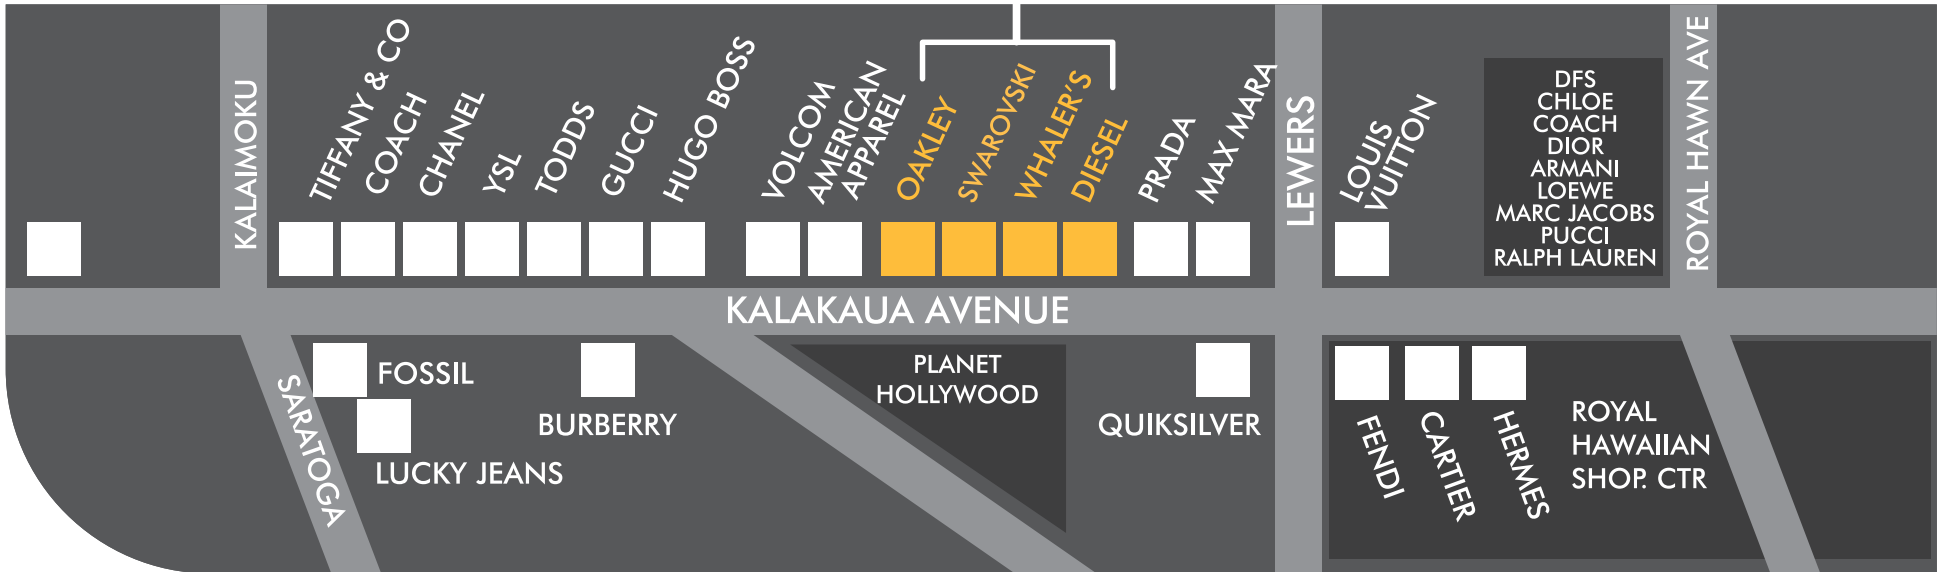 KALAIMOKU
TIFFANY & CO
COACH
CHANEL
YSL
TODDS
GUCCI
HUGO BOSS
VOLCOM
AMERICAN
APPAREL
OAKLEY
SWAROVSKI
WHALER'S
DIESEL
PRADA
MAX MARA
LEWERS
LOUIS
VUITTON
DFS
CHLOE
COACH
DIOR
ARMANI
LOEWE
MARC JACOBS
PUCCI
RALPH LAUREN
ROYAL HAWN AVE
KALAKAUA AVENUE
SARATOGA
FOSSIL
LUCKY JEANS
BURBERRY
PLANET
HOLLYWOOD
QUIKSILVER
FENDI
CARTIER
HERMES
ROYAL
HAWAIIAN
SHOP. CTR